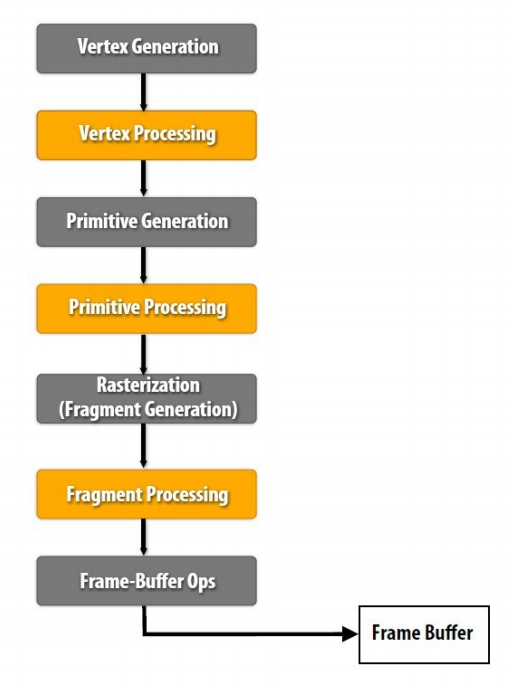 Vertex Generation
Vertex Processing
Primitive Generation
Primitive Processing
Rasterization
(Fragment Generation)
Fragment Processing
Frame-Buffer Ops
Frame Buffer